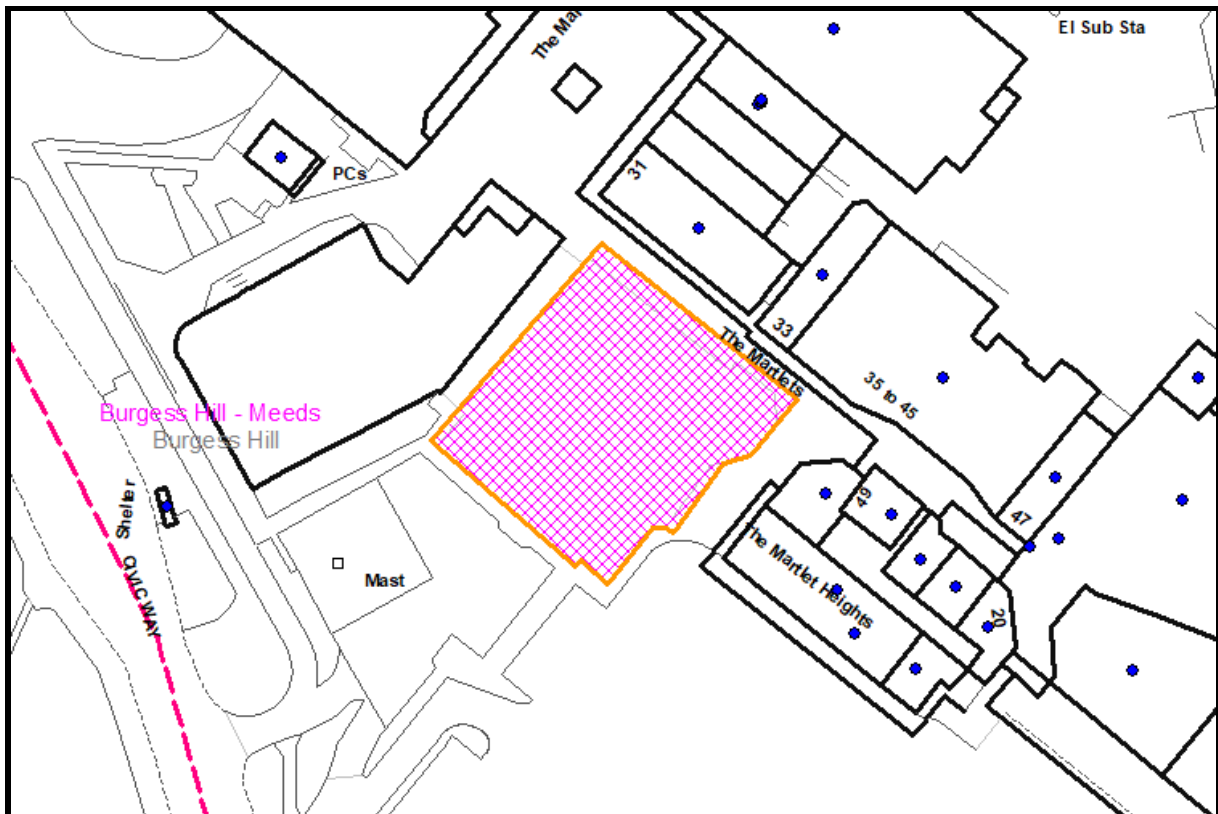 El Sub Sta
The Mar
PCs
31
33
The Martlets
35 to 45
Burgess Hill - Meeds
Burgess Hill
Shelter
CIVIC WAY
Mast
49
47
The Martlet Heights
20